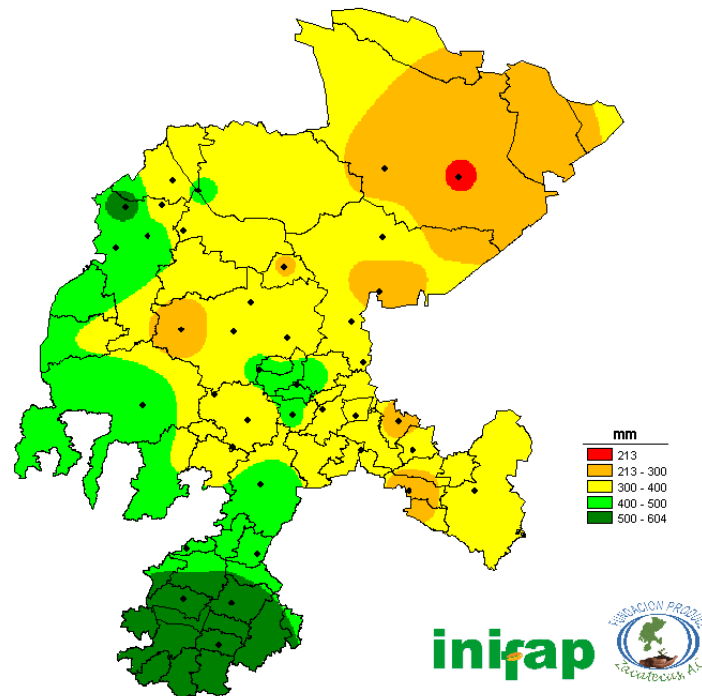 mm
213
213 - 300
300 - 400
400 - 500
500 - 604
inifap
FUNDACION PRODUCE
Zacatecas A.C.